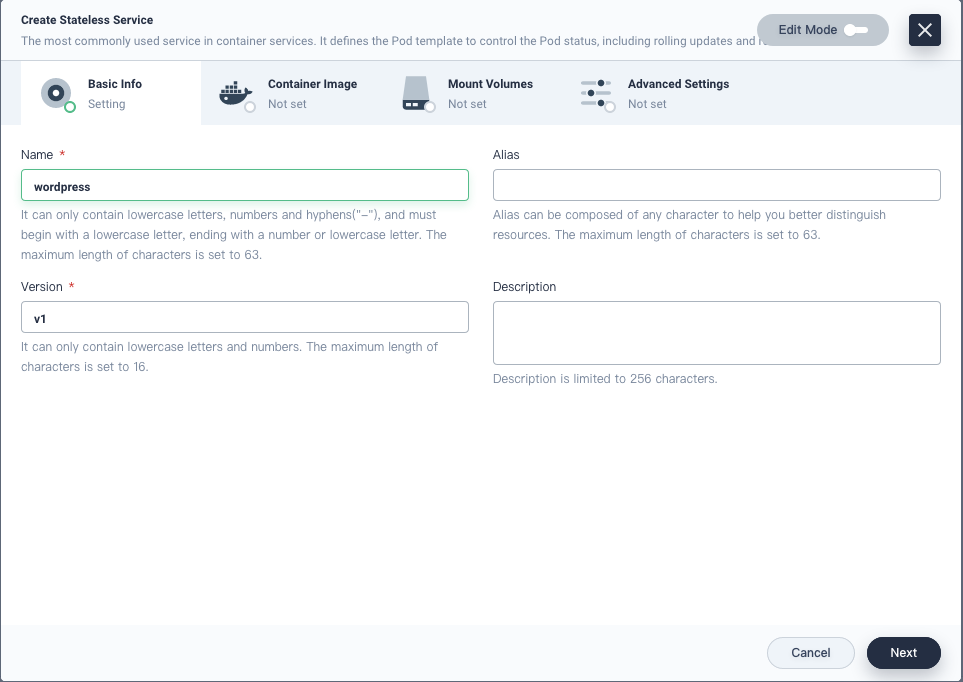 Create Stateless Service
The most commonly used service in container services. It defines the Pod template to control the Pod status, including rolling updates and
Edit Mode
Basic Info
Setting
Container Image
Not set
Mount Volumes
Not set
Advanced Settings
Not set
Name *
wordpress
It can only contain lowercase letters, numbers and hyphens("-"), and must
begin with a lowercase letter, ending with a number or lowercase letter. The
maximum length of characters is set to 63.
Alias
Alias can be composed of any character to help you better distinguish
resources. The maximum length of characters is set to 63.
Version *
v1
It can only contain lowercase letters and numbers. The maximum length of
characters is set to 16.
Description
Description is limited to 256 characters.
Cancel
Next